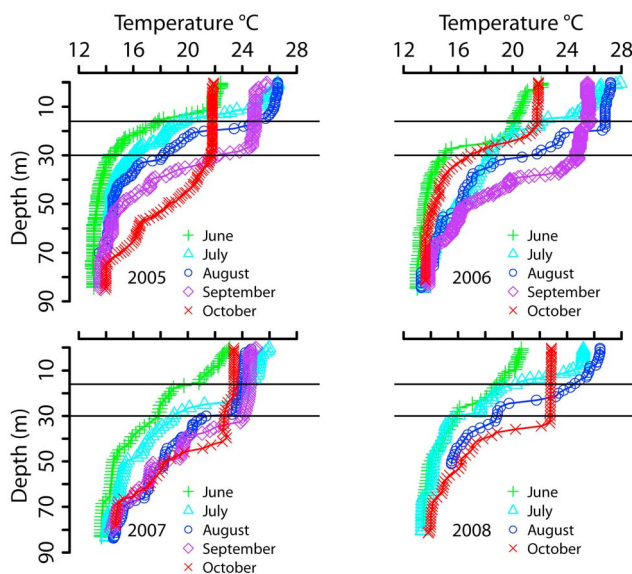 Temperature °C Temperature °C
12 16 20 24 28 12 16 20 24 28
Depth (m)
10
30
50
70
90
2005
June
July
August
September
October
10
30
50
70
90
2006
June
July
August
September
October
Depth (m)
10
30
50
70
90
2007
June
July
August
September
October
10
30
50
70
90
2008
June
July
August
October